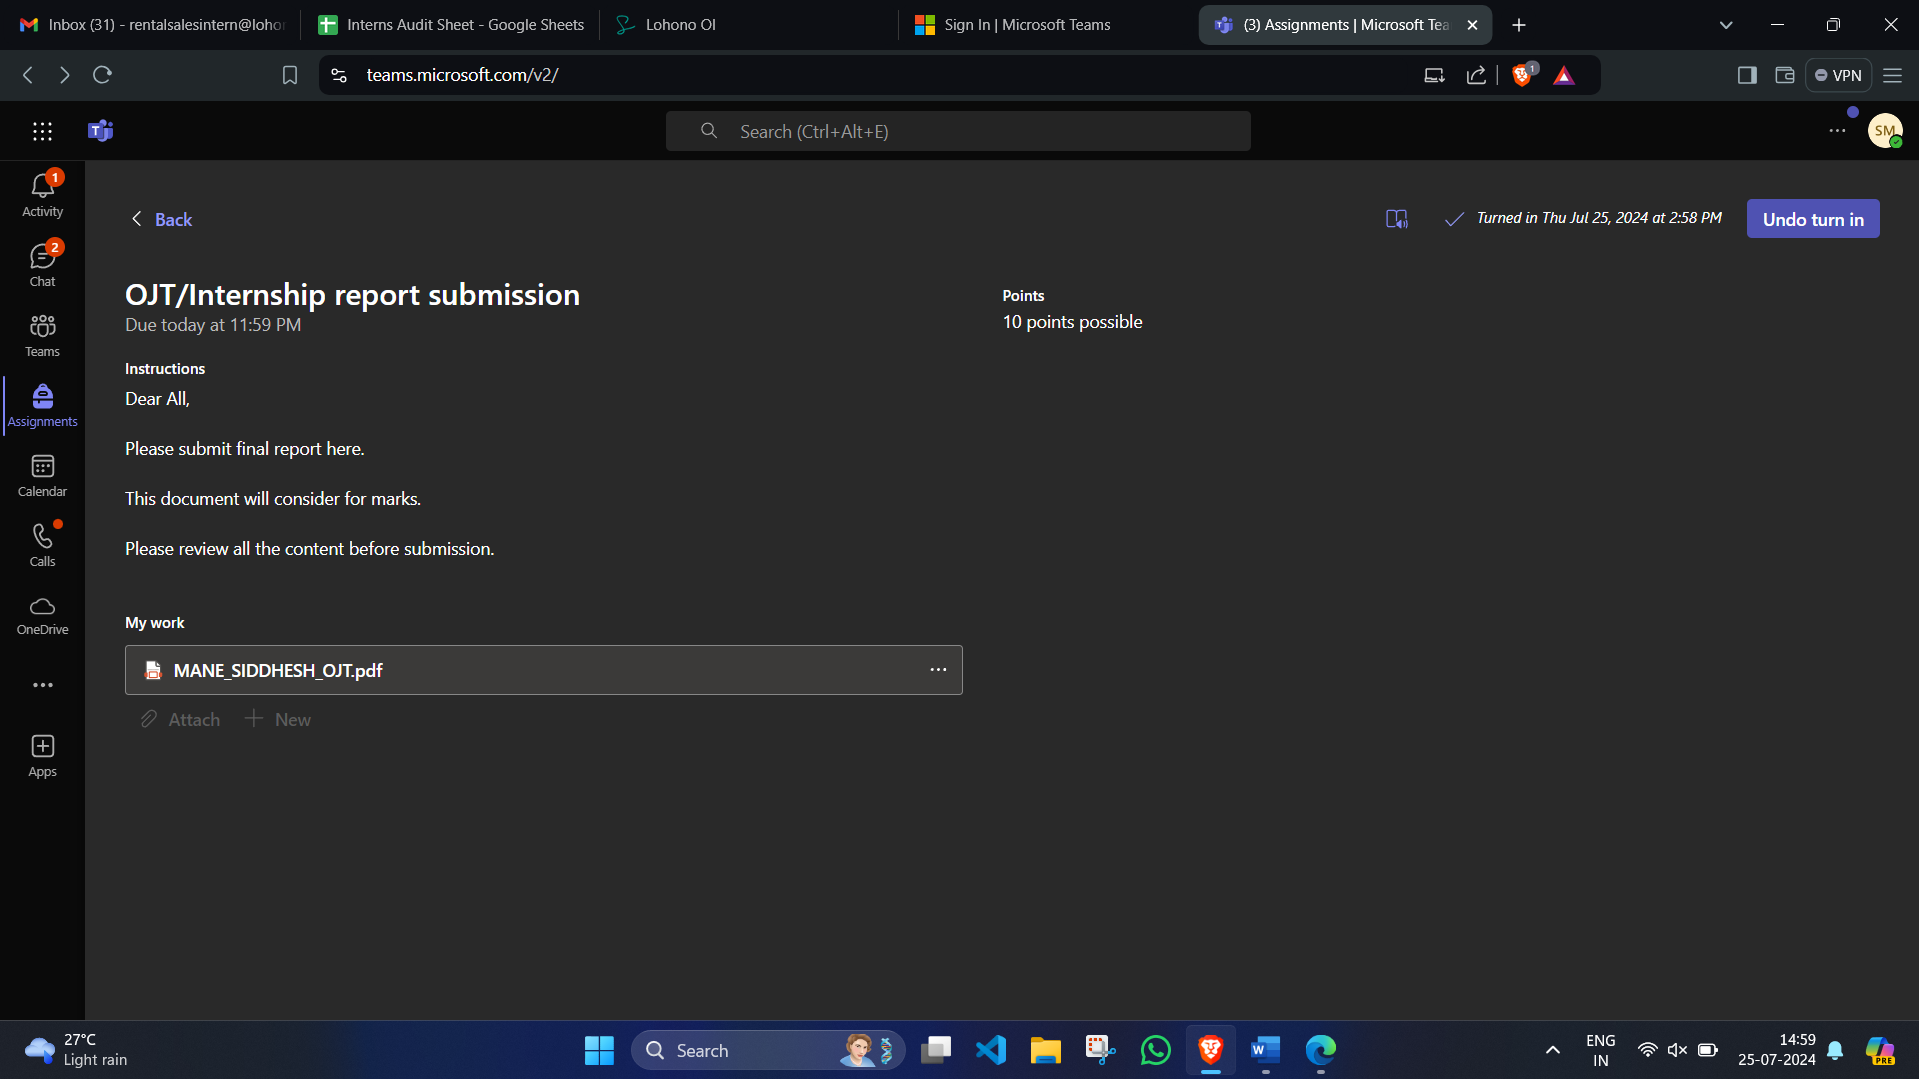 Inbox (31) - rentalsalesintern@lohor
Interns Audit Sheet - Google Sheets
Lohono OI
Sign In | Microsoft Teams
(3) Assignments | Microsoft Tea
teams.microsoft.com/v2/
1
VPN
Search (Ctrl+Alt+E)
SM
1
Activity
2
Chat
Teams
Assignments
Calendar
Calls
OneDrive
Apps
Back
Turned in Thu Jul 25, 2024 at 2:58 PM
Undo turn in
OJT/Internship report submission
Due today at 11:59 PM
Points
10 points possible
Instructions
Dear All,
Please submit final report here.
This document will consider for marks.
Please review all the content before submission.
My work
MANE_SIDDHESH_OJT.pdf
Attach
New
27°C
Light rain
Search
ENG
IN
14:59
25-07-2024
PRE